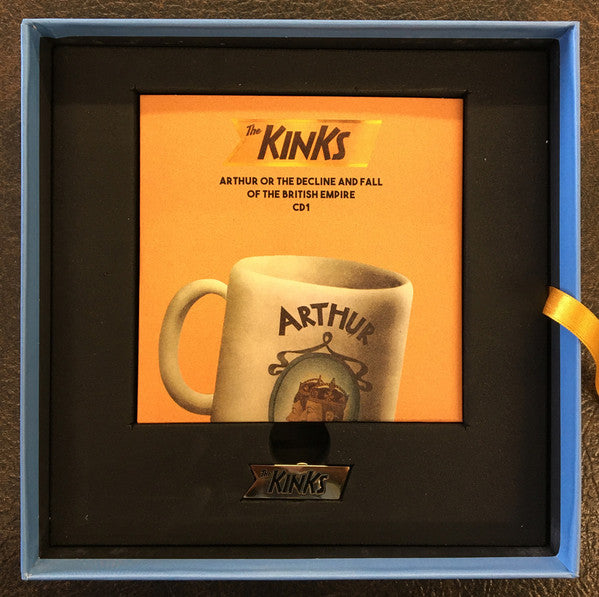 The KINKS
ARTHUR OR THE DECLINE AND FALL
OF THE BRITISH EMPIRE
CD1
ARTHUR
The KINKS